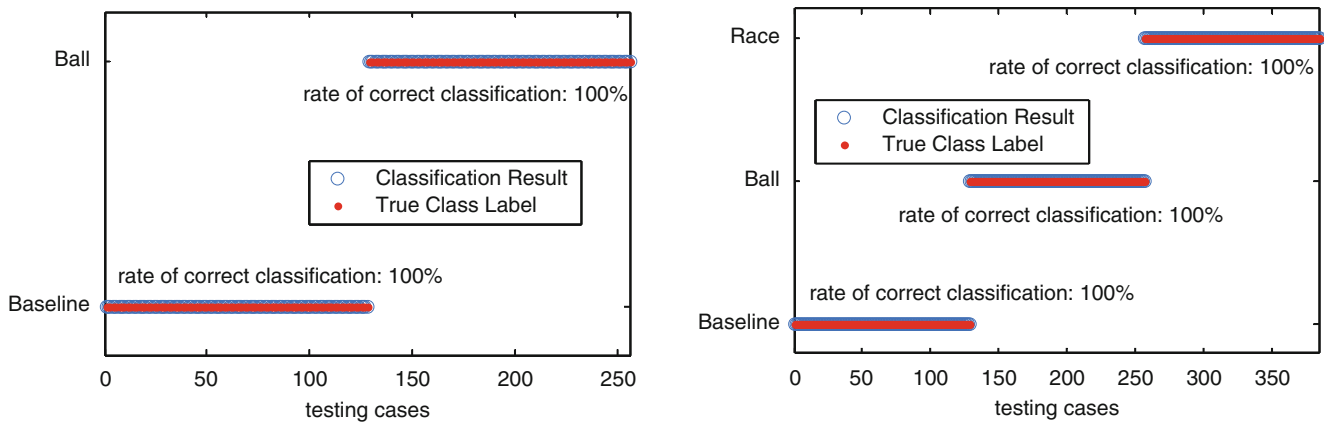 Ball
rate of correct classification: 100%
Classification Result
True Class Label
rate of correct classification: 100%
Baseline
0 50 100 150 200 250
testing cases
Race
rate of correct classification: 100%
Classification Result
True Class Label
Ball
rate of correct classification: 100%
rate of correct classification: 100%
Baseline
0 50 100 150 200 250 300 350
testing cases